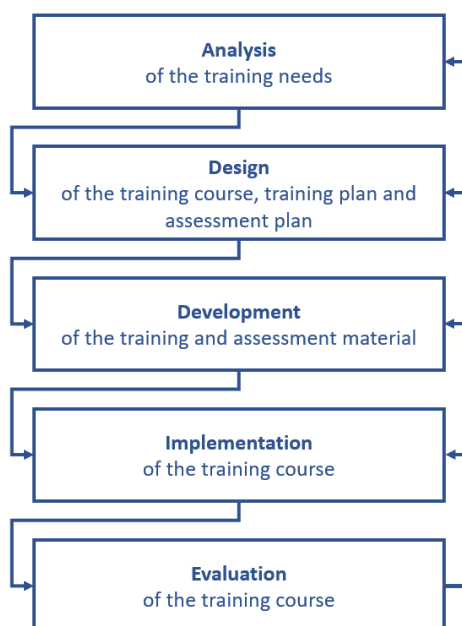 Analysis
of the training needs
Design
of the training course, training plan and
assessment plan
Development
of the training and assessment material
Implementation
of the training course
Evaluation
of the training course